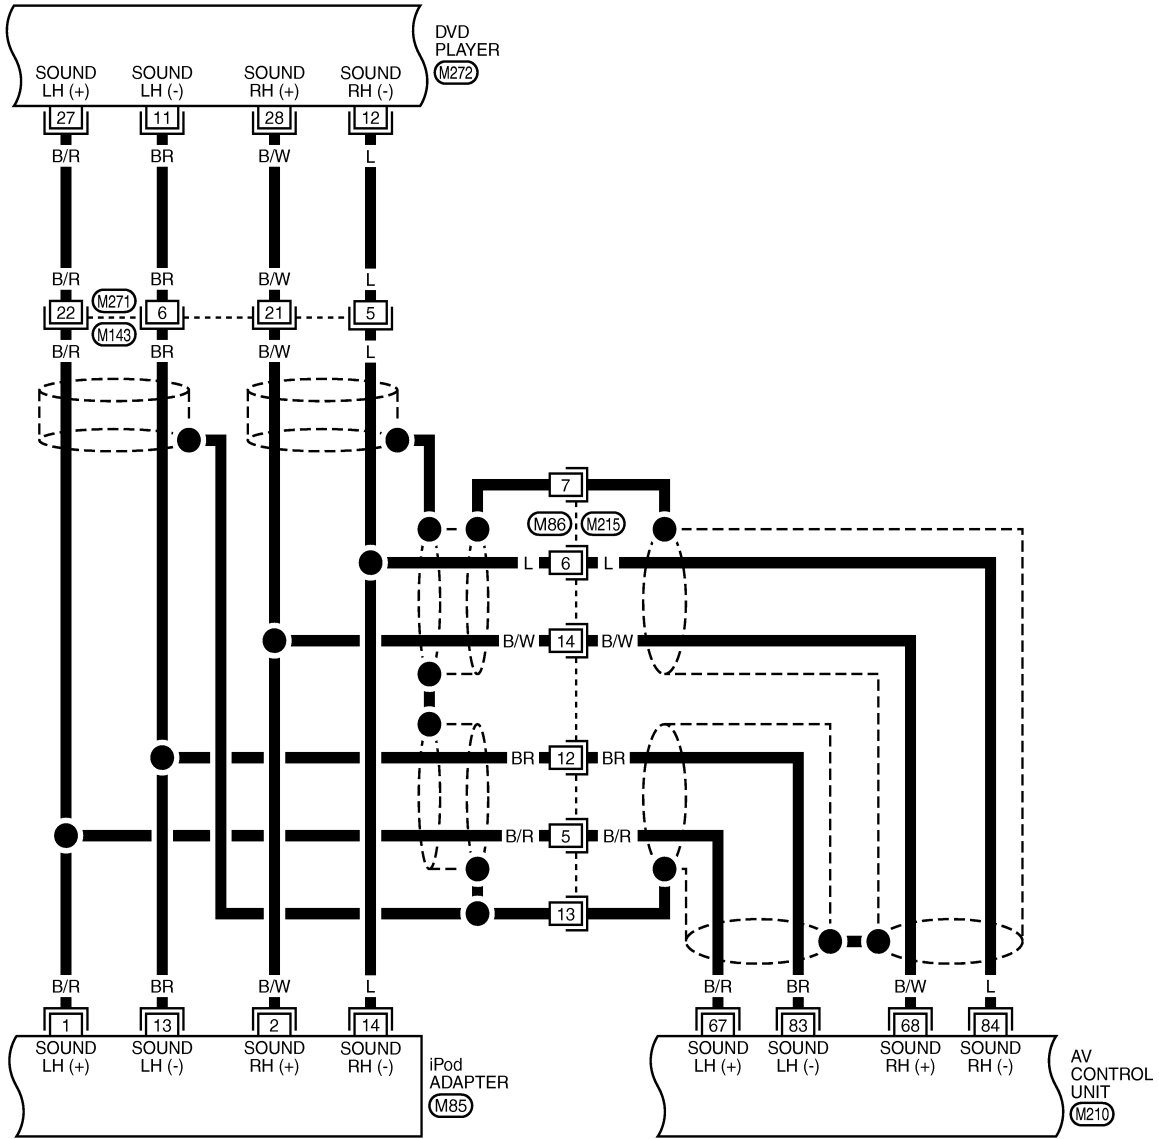 DVD
PLAYER
M272
SOUND LH (+)
SOUND LH (-)
SOUND RH (+)
SOUND RH (-)
27 11 28 12
B/R BR B/W L
B/R BR B/W L
22 M271 6 21 5
M143
B/R BR B/W L
7
M86 M215
L 6 L
B/W 14 B/W
BR 12 BR
B/R 5 B/R
13
B/R BR B/W L
B/R BR B/W L
1 13 2 14
67 83 68 84
SOUND LH (+)
SOUND LH (-)
SOUND RH (+)
SOUND RH (-)
iPod
ADAPTER
M85
SOUND LH (+)
SOUND LH (-)
SOUND RH (+)
SOUND RH (-)
AV
CONTROL
UNIT
M210